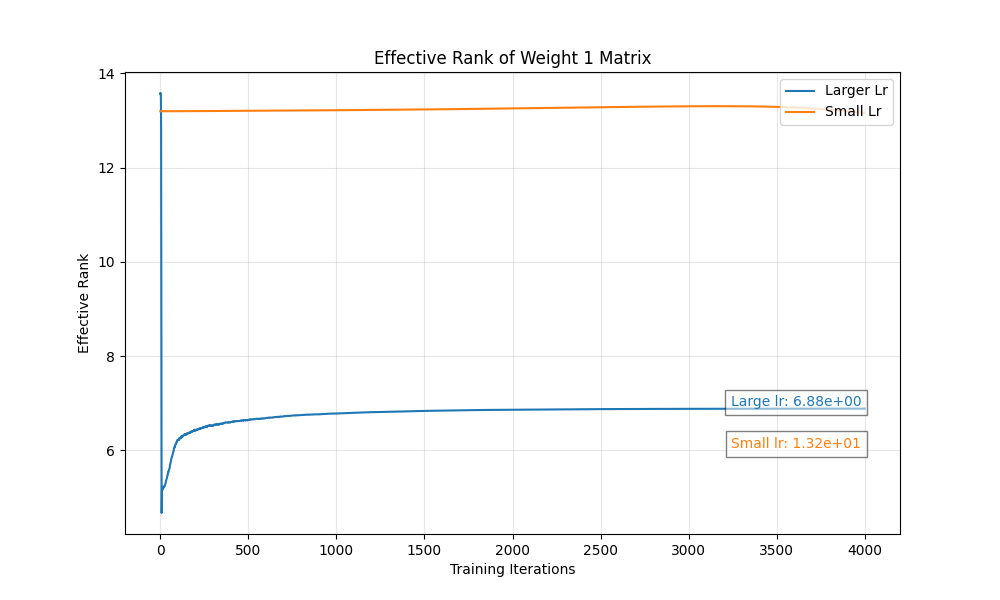 Effective Rank of Weight 1 Matrix
Larger Lr
Small Lr
14
12
10
8
6
Effective Rank
Large lr: 6.88e+00
Small lr: 1.32e+01
0
500
1000
1500
2000
2500
3000
3500
4000
Training Iterations